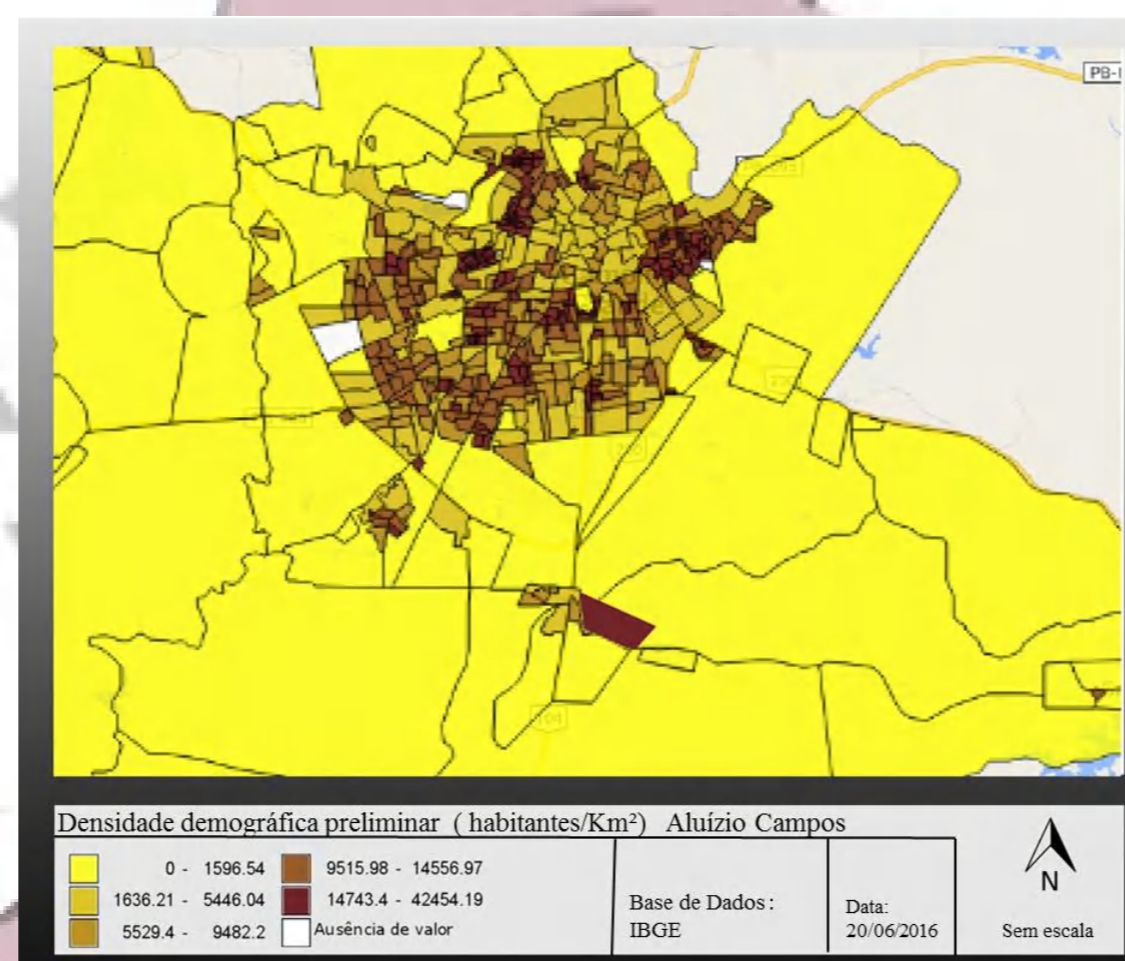 PB-
104
Densidade demográfica preliminar ( habitantes/Km²) Aluízio Campos
0 - 1596.54
1636.21 - 5446.04
5529.4 - 9482.2
9515.98 - 14556.97
14743.4 - 42454.19
Ausência de valor
Base de Dados :
IBGE
Data:
20/06/2016
N
Sem escala